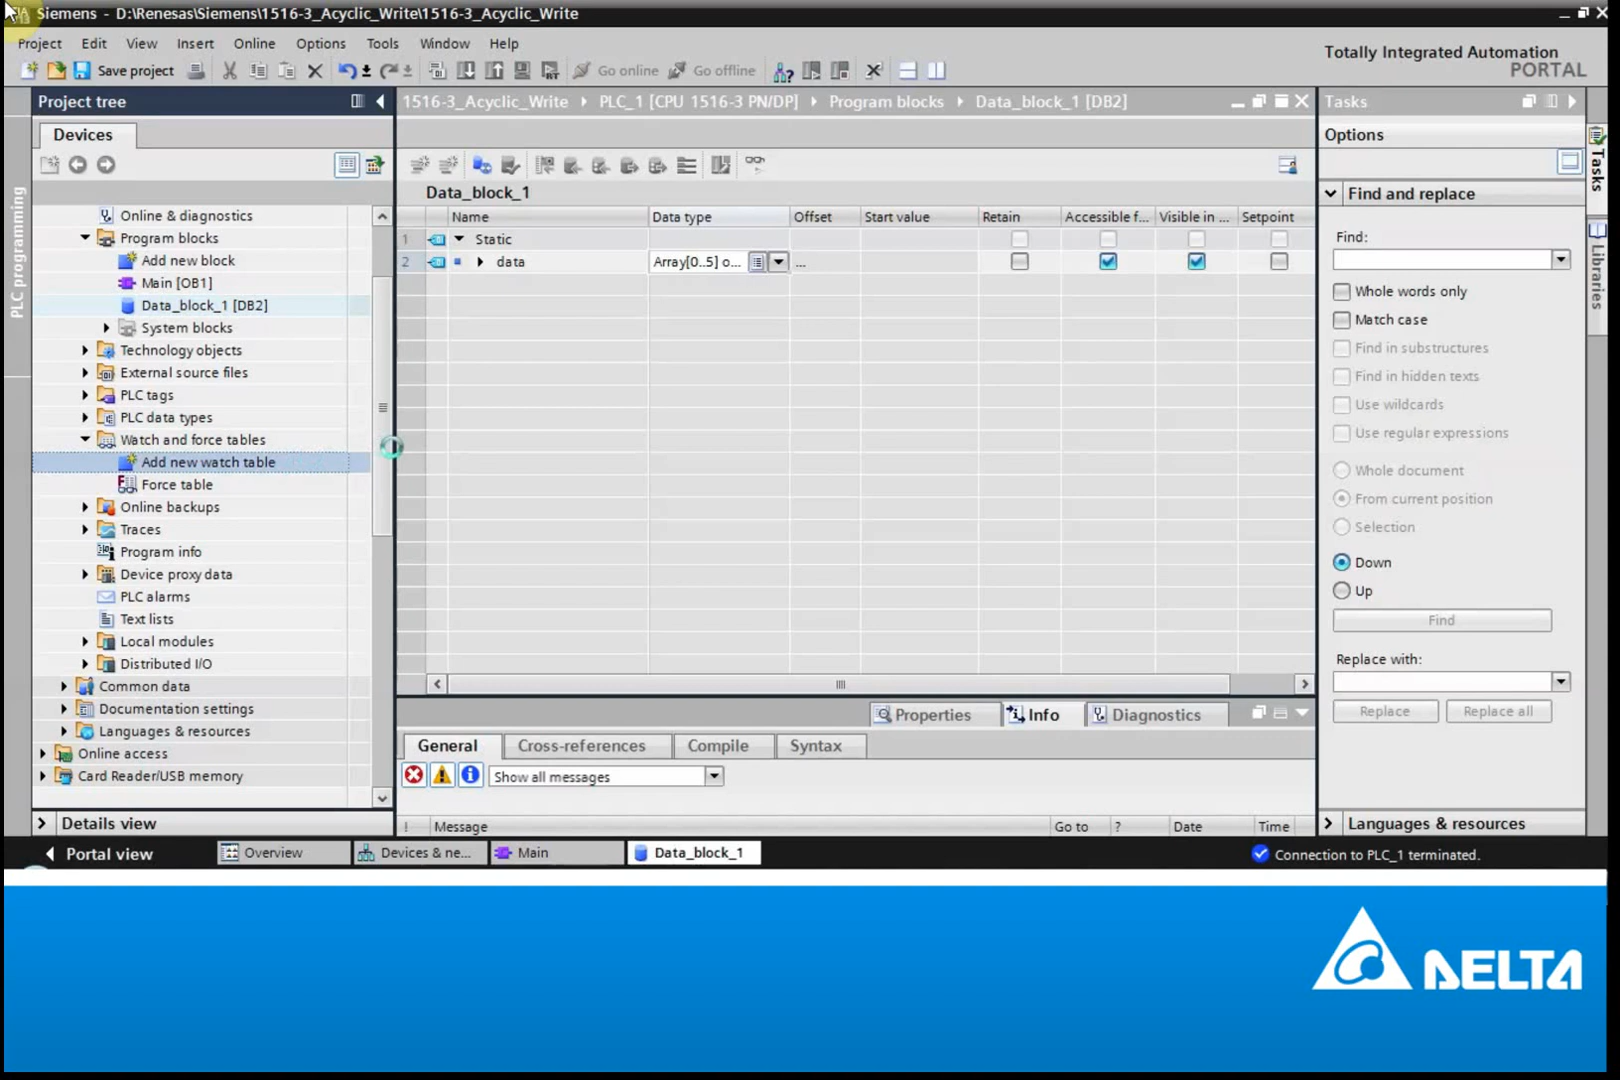 Siemens - D:\Renesas\Siemens\1516-3_Acyclic_Write\1516-3_Acyclic_Write
Project Edit View Insert Online Options Tools Window Help
Totally Integrated Automation
PORTAL
Save project Go online Go offline
Project tree
1516-3_Acyclic_Write PLC_1 [CPU 1516-3 PN/DP] Program blocks Data_block_1 [DB2]
Tasks
Devices
Options
PLC programming
Tasks
Libraries
Data_block_1
Name Data type Offset Start value Retain Accessible f... Visible in ... Setpoint
1 Static
2 data Array[0..5] o... ...
Online & diagnostics
Program blocks
Add new block
Main [OB1]
Data_block_1 [DB2]
System blocks
Technology objects
External source files
PLC tags
PLC data types
Watch and force tables
Add new watch table
Force table
Online backups
Traces
Program info
Device proxy data
PLC alarms
Text lists
Local modules
Distributed I/O
Common data
Documentation settings
Languages & resources
Online access
Card Reader/USB memory
Details view
Find and replace
Find:
Whole words only
Match case
Find in substructures
Find in hidden texts
Use wildcards
Use regular expressions
Whole document
From current position
Selection
Down
Up
Find
Replace with:
Replace Replace all
Languages & resources
Properties Info Diagnostics
General Cross-references Compile Syntax
Show all messages
! Message Go to ? Date Time
Portal view Overview Devices & ne... Main Data_block_1 Connection to PLC_1 terminated.
DELTA